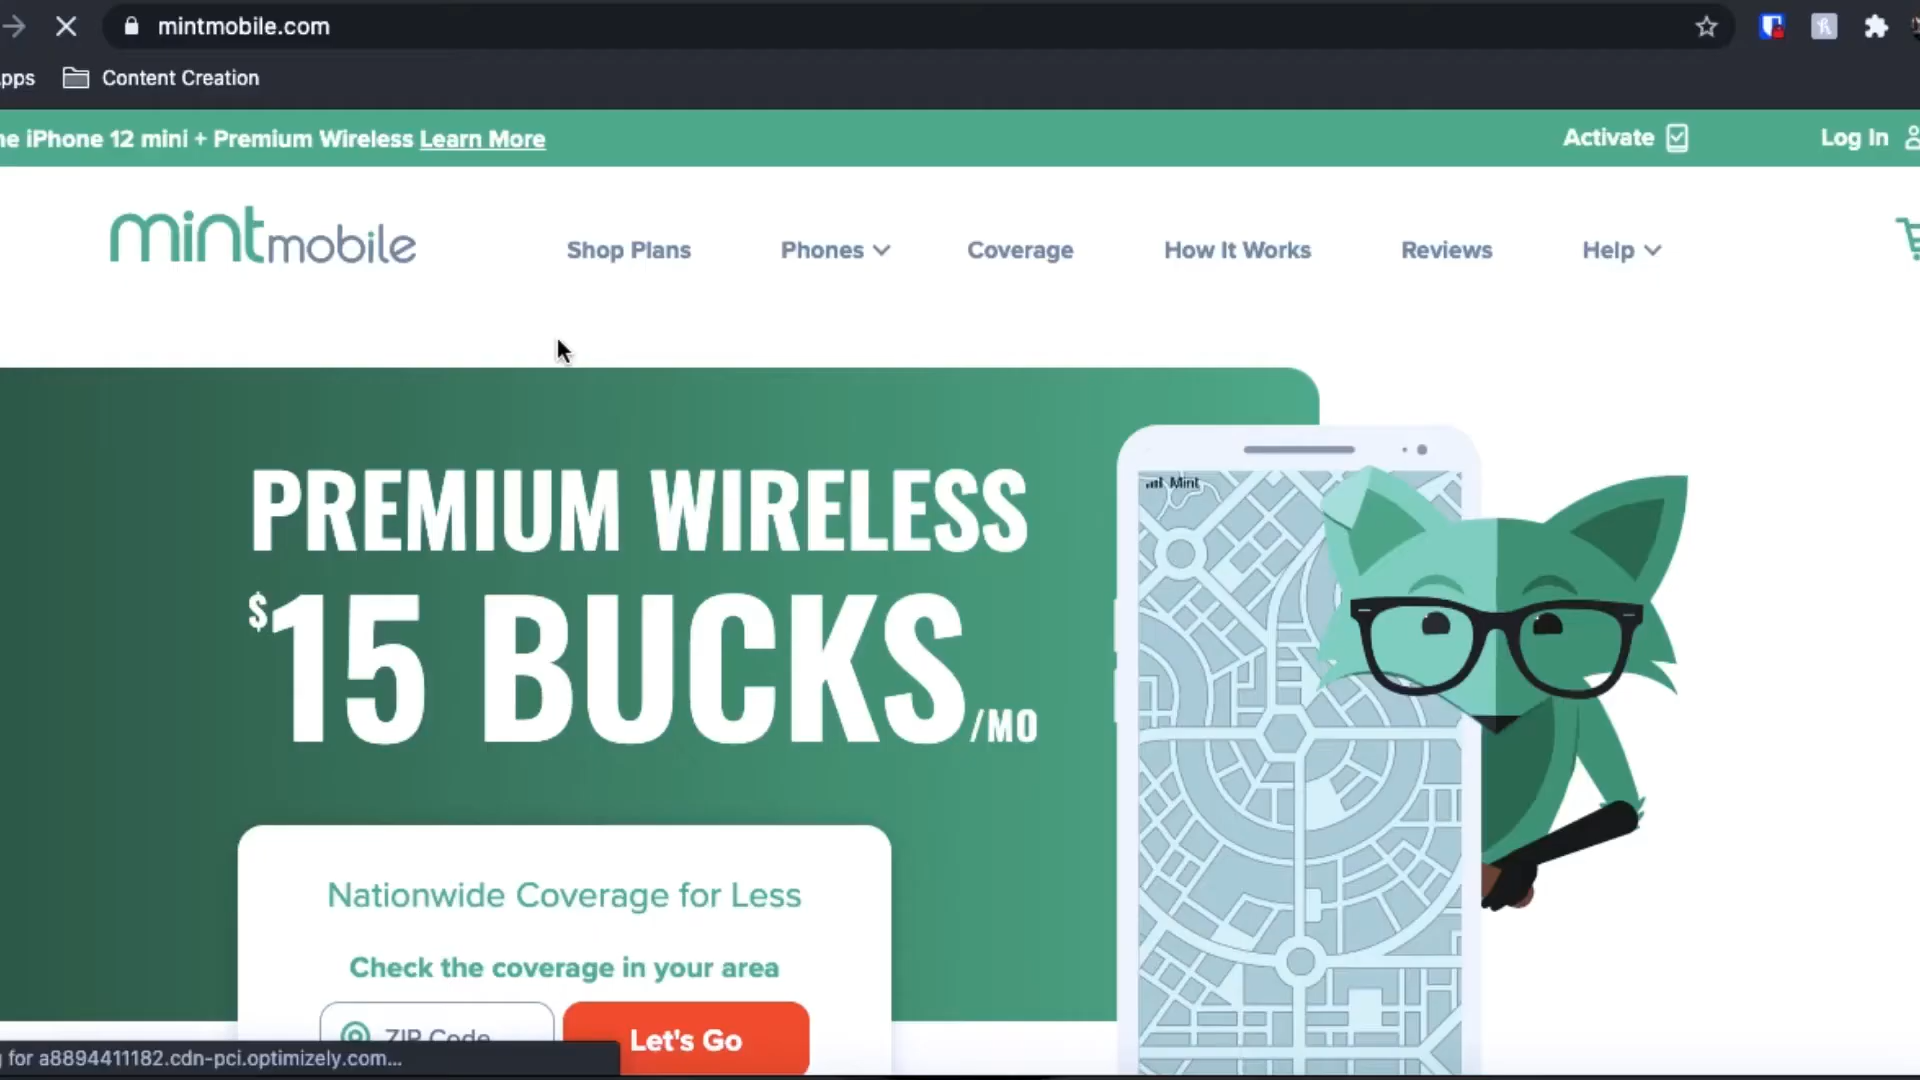 mintmobile.com
pps Content Creation
ne iPhone 12 mini + Premium Wireless Learn More
Activate
Log In
mintmobile
Shop Plans
Phones
Coverage
How It Works
Reviews
Help
PREMIUM WIRELESS
$15 BUCKS/MO
Mint
Nationwide Coverage for Less
Check the coverage in your area
ZIP Code
Let's Go
g for a8894411182.cdn-pci.optimizely.com...